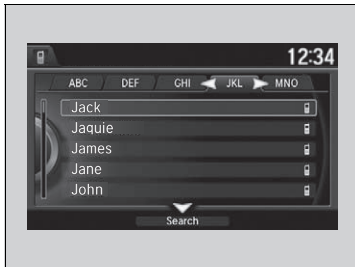 12:34
ABC DEF GHI JKL MNO
Jack
Jaquie
James
Jane
John
Search